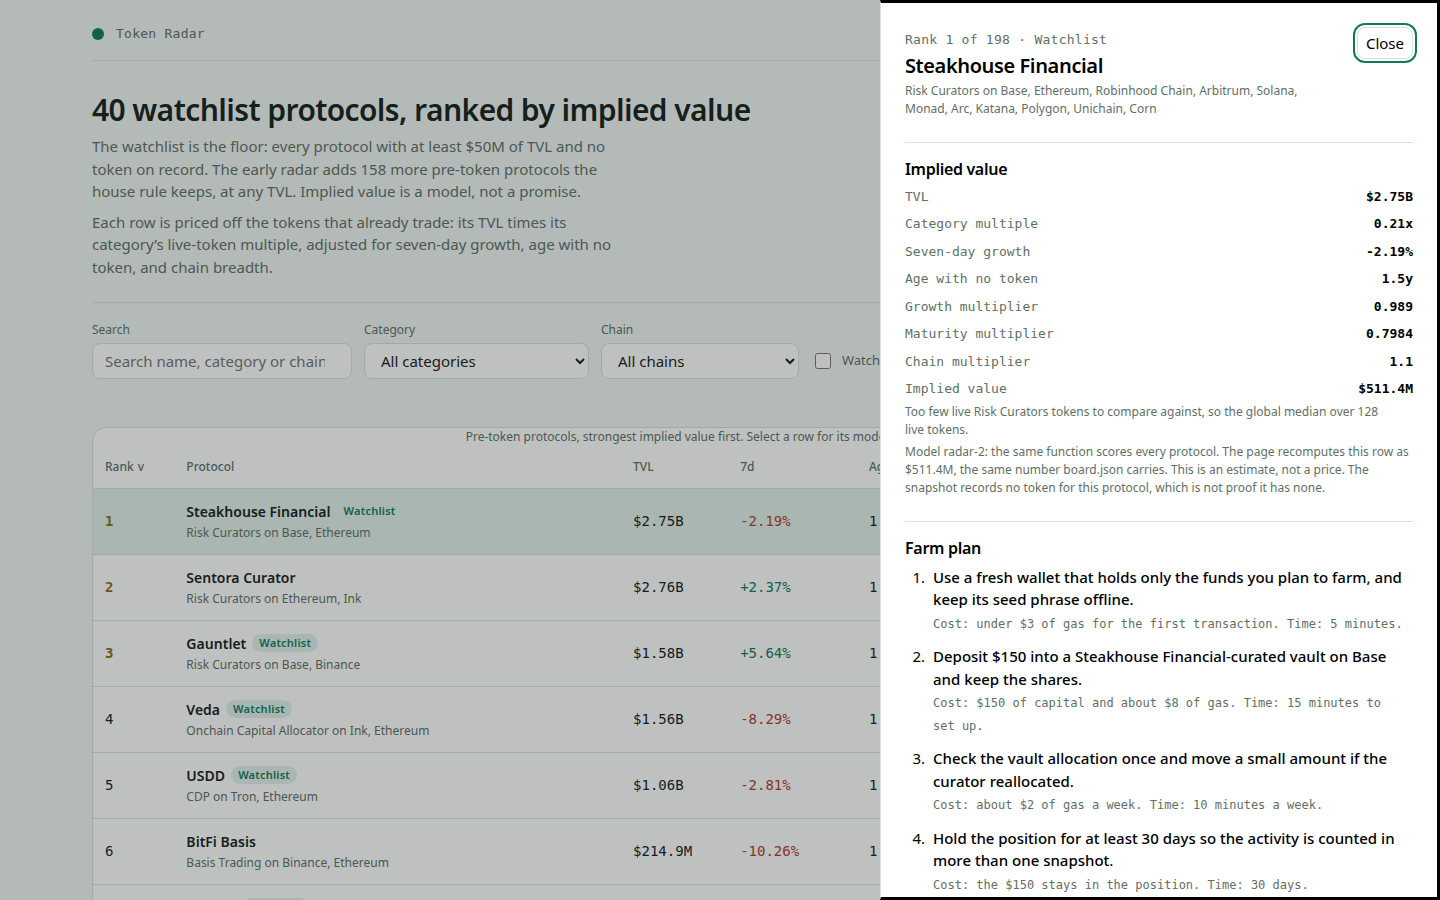 Token Radar
40 watchlist protocols, ranked by implied value
The watchlist is the floor: every protocol with at least $50M of TVL and no
token on record. The early radar adds 158 more pre-token protocols the
house rule keeps, at any TVL. Implied value is a model, not a promise.
Each row is priced off the tokens that already trade: its TVL times its
category's live-token multiple, adjusted for seven-day growth, age with no
token, and chain breadth.
Search
Category
Chain
Search name, category or chain
All categories
All chains
Watch
Pre-token protocols, strongest implied value first. Select a row for its mod
Rank v
Protocol
TVL
7d
Ag
1
Steakhouse Financial
Watchlist
Risk Curators on Base, Ethereum
$2.75B
-2.19%
1
2
Sentora Curator
Risk Curators on Ethereum, Ink
$2.76B
+2.37%
1
3
Gauntlet
Watchlist
Risk Curators on Base, Binance
$1.58B
+5.64%
1
4
Veda
Watchlist
Onchain Capital Allocator on Ink, Ethereum
$1.56B
-8.29%
1
5
USDD
Watchlist
CDP on Tron, Ethereum
$1.06B
-2.81%
1
6
BitFi Basis
Basis Trading on Binance, Ethereum
$214.9M
-10.26%
1
Rank 1 of 198 · Watchlist
Close
Steakhouse Financial
Risk Curators on Base, Ethereum, Robinhood Chain, Arbitrum, Solana,
Monad, Arc, Katana, Polygon, Unichain, Corn
Implied value
TVL
$2.75B
Category multiple
0.21x
Seven-day growth
-2.19%
Age with no token
1.5y
Growth multiplier
0.989
Maturity multiplier
0.7984
Chain multiplier
1.1
Implied value
$511.4M
Too few live Risk Curators tokens to compare against, so the global median over 128
live tokens.
Model radar-2: the same function scores every protocol. The page recomputes this row as
$511.4M, the same number board.json carries. This is an estimate, not a price. The
snapshot records no token for this protocol, which is not proof it has none.
Farm plan
1. Use a fresh wallet that holds only the funds you plan to farm, and
keep its seed phrase offline.
Cost: under $3 of gas for the first transaction. Time: 5 minutes.
2. Deposit $150 into a Steakhouse Financial-curated vault on Base
and keep the shares.
Cost: $150 of capital and about $8 of gas. Time: 15 minutes to
set up.
3. Check the vault allocation once and move a small amount if the
curator reallocated.
Cost: about $2 of gas a week. Time: 10 minutes a week.
4. Hold the position for at least 30 days so the activity is counted in
more than one snapshot.
Cost: the $150 stays in the position. Time: 30 days.